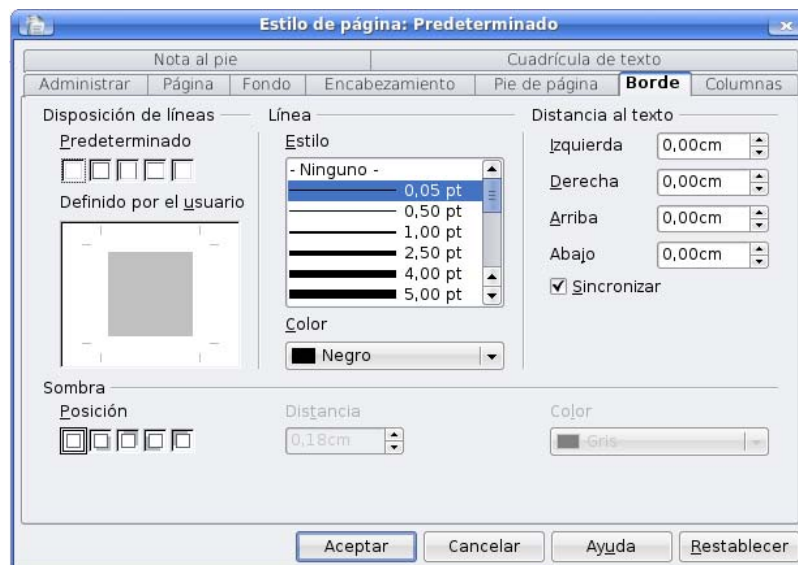 Estilo de página: Predeterminado
Nota al pie
Cuadrícula de texto
Administrar
Página
Fondo
Encabezamiento
Pie de página
Borde
Columnas
Disposición de líneas
Predeterminado
Definido por el usuario
Línea
Estilo
- Ninguno -
0,05 pt
0,50 pt
1,00 pt
2,50 pt
4,00 pt
5,00 pt
Color
Negro
Distancia al texto
Izquierda 0,00cm
Derecha 0,00cm
Arriba 0,00cm
Abajo 0,00cm
Sincronizar
Sombra
Posición
Distancia
0,18cm
Color
Gris
Aceptar
Cancelar
Ayuda
Restablecer